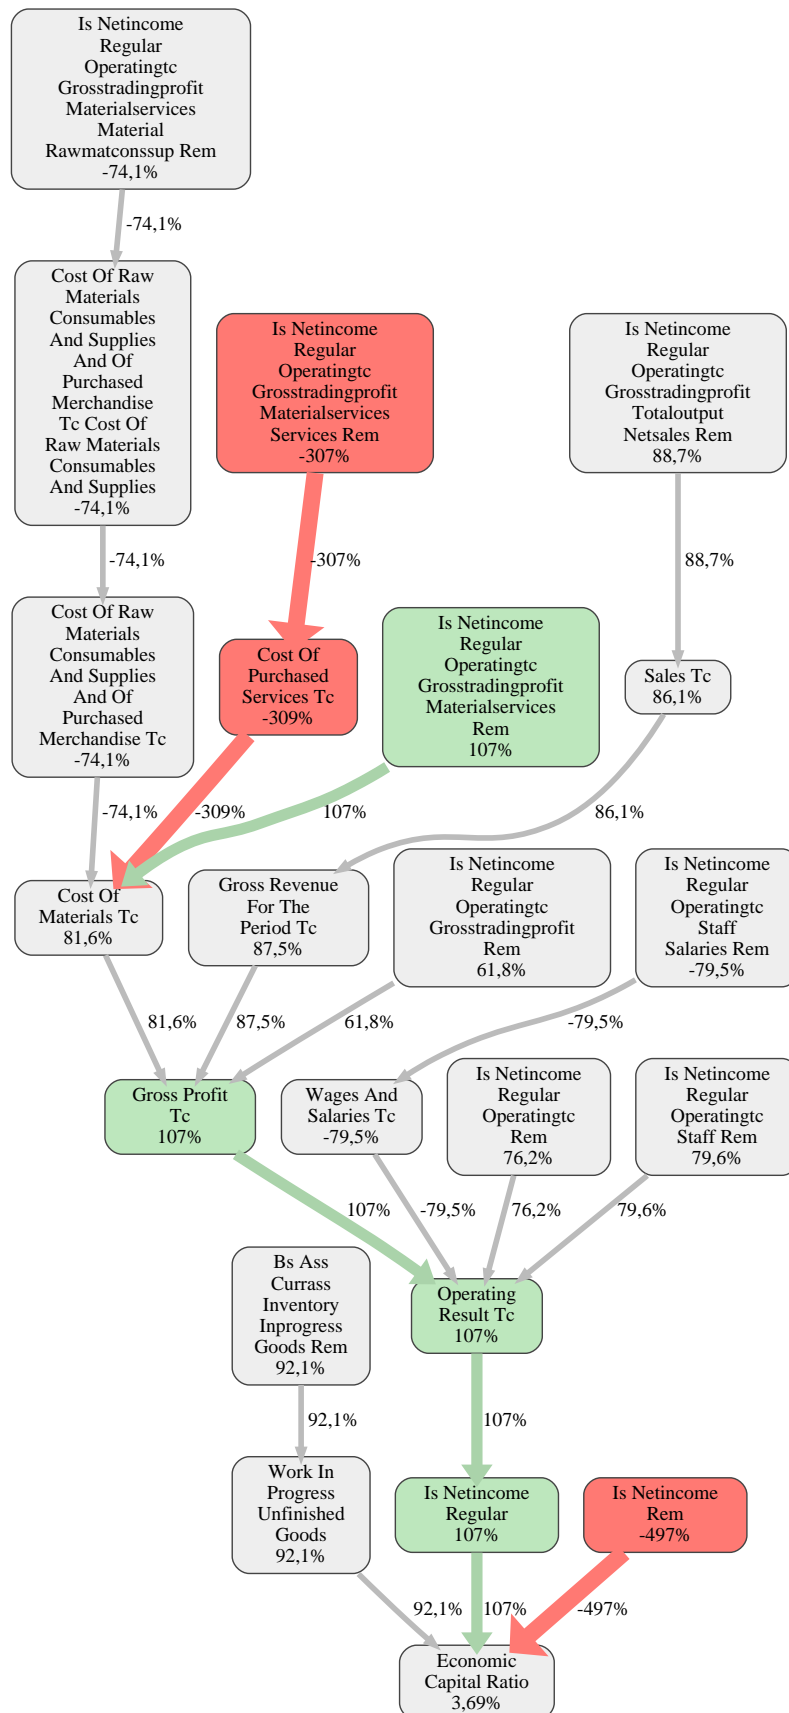 Is Netincome
Regular
Operatingtc
Grosstradingprofit
Materialservices
Material
Rawmatconssup Rem
-74,1%
-74,1%
Cost Of Raw
Materials
Consumables
And Supplies
And Of
Purchased
Merchandise
Tc Cost Of
Raw Materials
Consumables
And Supplies
-74,1%
Is Netincome
Regular
Operatingtc
Grosstradingprofit
Materialservices
Services Rem
-307%
Is Netincome
Regular
Operatingtc
Grosstradingprofit
Totaloutput
Netsales Rem
88,7%
-74,1%
-307%
88,7%
Cost Of Raw
Materials
Consumables
And Supplies
And Of
Purchased
Merchandise Tc
-74,1%
Cost Of
Purchased
Services Tc
-309%
Is Netincome
Regular
Operatingtc
Grosstradingprofit
Materialservices
Rem
107%
Sales Tc
86,1%
-74,1%
-309%
107%
86,1%
Cost Of
Materials Tc
81,6%
Gross Revenue
For The
Period Tc
87,5%
Is Netincome
Regular
Operatingtc
Grosstradingprofit
Rem
61,8%
Is Netincome
Regular
Operatingtc
Staff
Salaries Rem
-79,5%
81,6%
87,5%
61,8%
-79,5%
Gross Profit
Tc
107%
Wages And
Salaries Tc
-79,5%
Is Netincome
Regular
Operatingtc
Rem
76,2%
Is Netincome
Regular
Operatingtc
Staff Rem
79,6%
107%
-79,5%
76,2%
79,6%
Bs Ass
Currass
Inventory
Inprogress
Goods Rem
92,1%
Operating
Result Tc
107%
92,1%
107%
Work In
Progress
Unfinished
Goods
92,1%
Is Netincome
Regular
107%
Is Netincome
Rem
-497%
92,1%
107%
-497%
Economic
Capital Ratio
3,69%